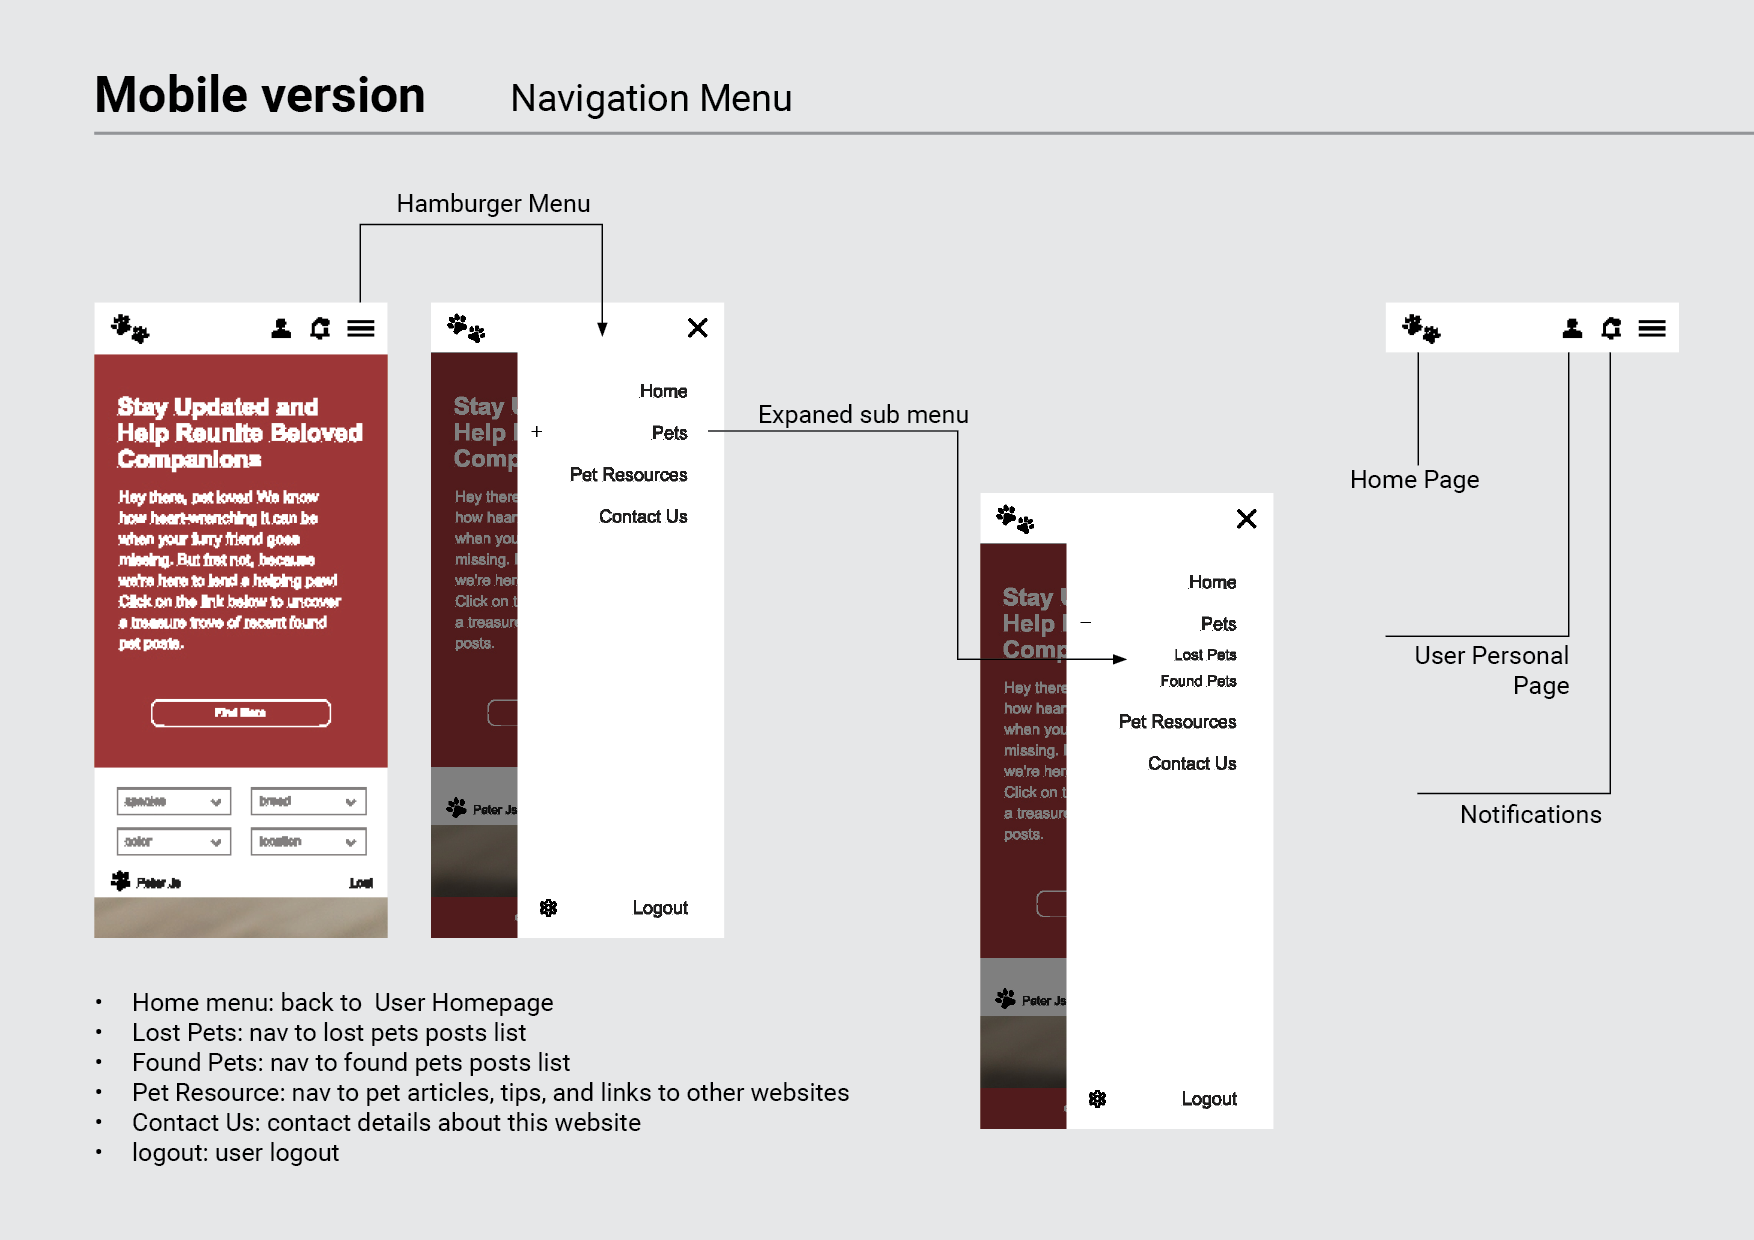 Mobile version
Navigation Menu
Hamburger Menu
Stay Updated and
Help Reunite Beloved
Companions
Hey there, pet lover! We know
how heart-wrenching it can be
when your furry friend goes
missing. But fret not, because
we're here to lend a helping paw!
Click on the link below to uncover
a treasure trove of recent found
pet posts.
Find More
species
breed
color
location
Peter Js
Lost
Stay
Help
Comp
Hey there
how hear
when you
missing.
we're her
Click on t
a treasur
posts.
Peter Js
Home
+ Pets
Pet Resources
Contact Us
Logout
Expaned sub menu
Stay
Help
Comp
Hey there
how hear
when you
missing.
we're her
Click on t
a treasur
posts.
Peter Js
Home
– Pets
Lost Pets
Found Pets
Pet Resources
Contact Us
Logout
Home Page
User Personal
Page
Notifications
• Home menu: back to User Homepage
• Lost Pets: nav to lost pets posts list
• Found Pets: nav to found pets posts list
• Pet Resource: nav to pet articles, tips, and links to other websites
• Contact Us: contact details about this website
• logout: user logout